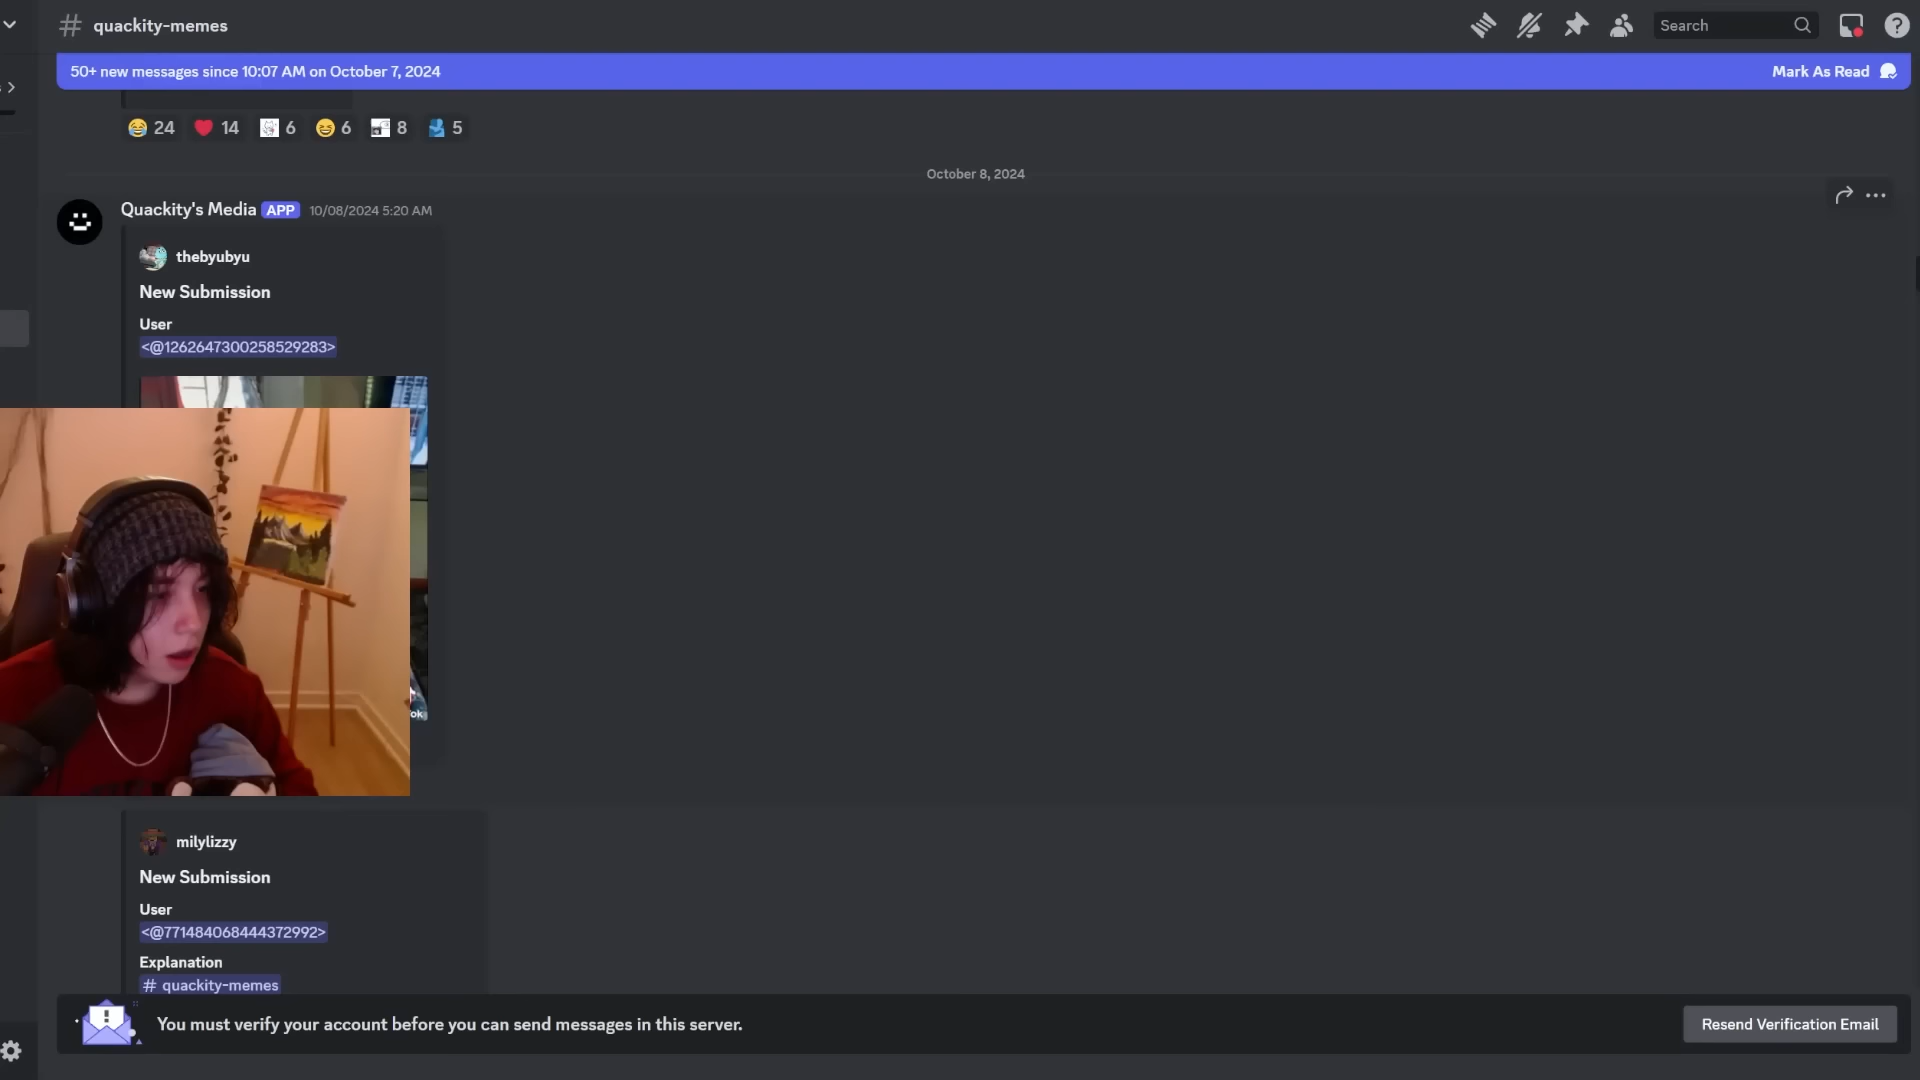 quackity-memes
Search
50+ new messages since 10:07 AM on October 7, 2024
Mark As Read
24 14 6 6 8 5
October 8, 2024
Quackity's Media APP 10/08/2024 5:20 AM
thebyubyu
New Submission
User
<@1262647300258529283>
ok
milylizzy
New Submission
User
<@771484068444372992>
Explanation
# quackity-memes
You must verify your account before you can send messages in this server.
Resend Verification Email